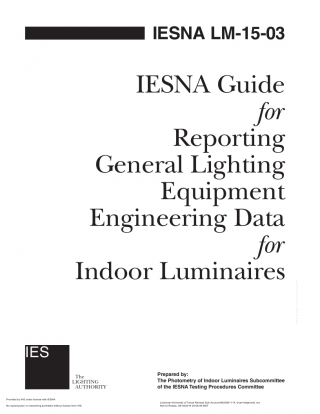 IESNA LM-15-03
IESNA Guide
for
Reporting
General Lighting
Equipment
Engineering Data
for
Indoor Luminaires
IES
The
LIGHTING
AUTHORITY
Prepared by:
The Photometry of Indoor Luminaires Subcommittee
of the IESNA Testing Procedures Committee